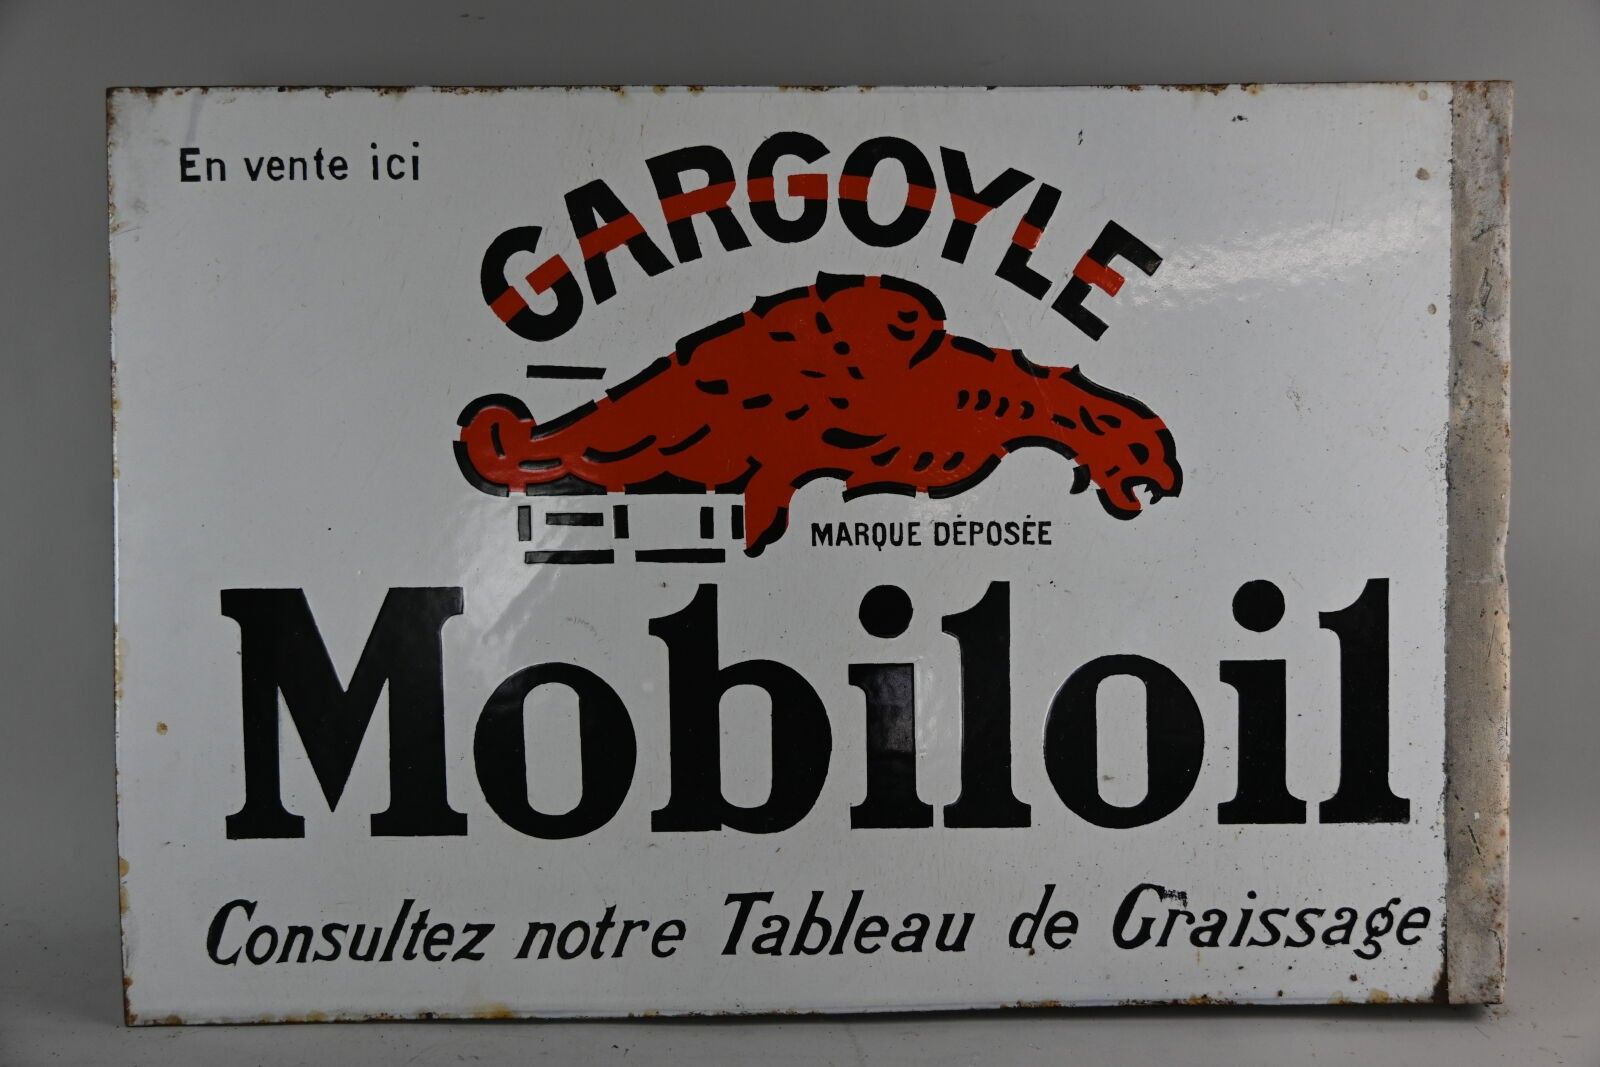 En vente ici
GARGOYLE
MARQUE DÉPOSÉE
Mobiloil
Consultez notre Tableau de Graissage